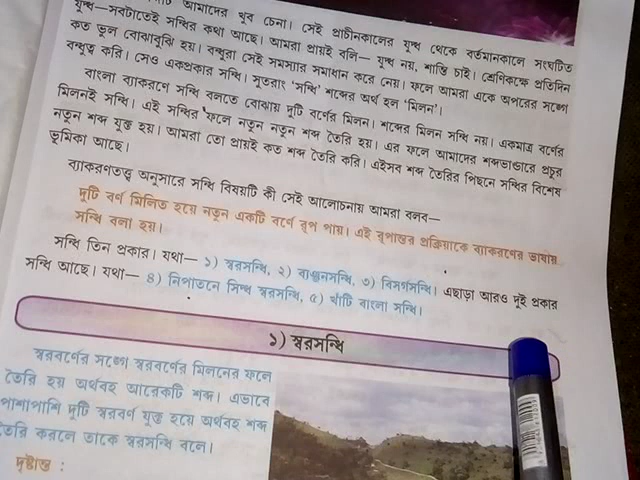 আমাদের খুব চেনা। সেই প্রাচীনকালের যুদ্ধ থেকে বর্তমানকালে সংঘটিত
যুদ্ধ—সবটাতেই সন্ধির কথা আছে। আমরা প্রায়ই বলি— যুদ্ধ নয়, শান্তি চাই। শ্রেণিকক্ষে প্রতিদিন
কত ভুল বোঝাবুঝি হয়। বন্ধুরা সেই সমস্যার সমাধান করে নেয়। ফলে আমরা একে অপরের সঙ্গে
বন্ধুত্ব করি। সেও একপ্রকার সন্ধি। সুতরাং 'সন্ধি' শব্দের অর্থ হল 'মিলন'।
বাংলা ব্যাকরণে সন্ধি বলতে বোঝায় দুটি বর্ণের মিলন। শব্দের মিলন সন্ধি নয়। একমাত্র বর্ণের
মিলনই সন্ধি। এই সন্ধির ফলে নতুন নতুন শব্দ তৈরি হয়। এর ফলে আমাদের শব্দভাণ্ডারে প্রচুর
নতুন শব্দ যুক্ত হয়। আমরা তো প্রায়ই কত শব্দ তৈরি করি। এইসব শব্দ তৈরির পিছনে সন্ধির বিশেষ
ভূমিকা আছে।
ব্যাকরণতত্ত্ব অনুসারে সন্ধি বিষয়টি কী সেই আলোচনায় আমরা বলব—
দুটি বর্ণ মিলিত হয়ে নতুন একটি বর্ণে রূপ পায়। এই রূপান্তর প্রক্রিয়াকে ব্যাকরণের ভাষায়
সন্ধি বলা হয়।
সন্ধি তিন প্রকার। যথা— ১) স্বরসন্ধি, ২) ব্যঞ্জনসন্ধি, ৩) বিসর্গসন্ধি। এছাড়া আরও দুই প্রকার
সন্ধি আছে। যথা— ৪) নিপাতনে সিদ্ধ স্বরসন্ধি, ৫) খাঁটি বাংলা সন্ধি।
১) স্বরসন্ধি
স্বরবর্ণের সঙ্গে স্বরবর্ণের মিলনের ফলে
তৈরি হয় অর্থবহ আরেকটি শব্দ। এভাবে
পাশাপাশি দুটি স্বরবর্ণ যুক্ত হয়ে অর্থবহ শব্দ
তৈরি করলে তাকে স্বরসন্ধি বলে।
দৃষ্টান্ত :